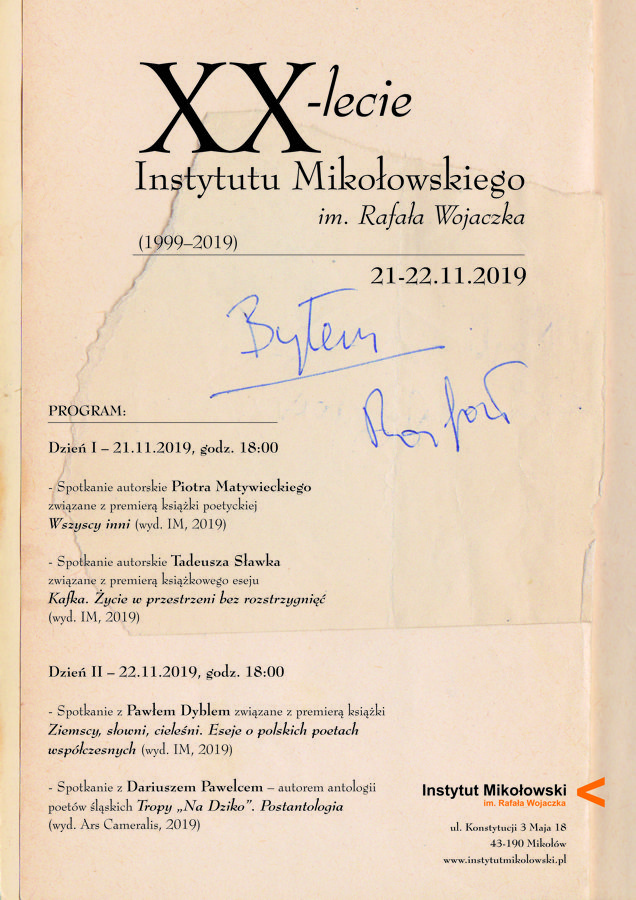 XX-lecie
Instytutu Mikołowskiego
im. Rafała Wojaczka
(1999–2019)
21-22.11.2019
Byłem
Rafał
PROGRAM:
Dzień I – 21.11.2019, godz. 18:00
- Spotkanie autorskie Piotra Matywieckiego
związane z premierą książki poetyckiej
Wszyscy inni (wyd. IM, 2019)
- Spotkanie autorskie Tadeusza Sławka
związane z premierą książkowego eseju
Kafka. Życie w przestrzeni bez rozstrzygnięć
(wyd. IM, 2019)
Dzień II – 22.11.2019, godz. 18:00
- Spotkanie z Pawłem Dyblem związane z premierą książki
Ziemscy, słowni, cieleśni. Eseje o polskich poetach
współczesnych (wyd. IM, 2019)
- Spotkanie z Dariuszem Pawelcem – autorem antologii
poetów śląskich Tropy „Na Dziko”. Postantologia
(wyd. Ars Cameralis, 2019)
Instytut Mikołowski
im. Rafała Wojaczka
ul. Konstytucji 3 Maja 18
43-190 Mikołów
www.instytutmikolowski.pl